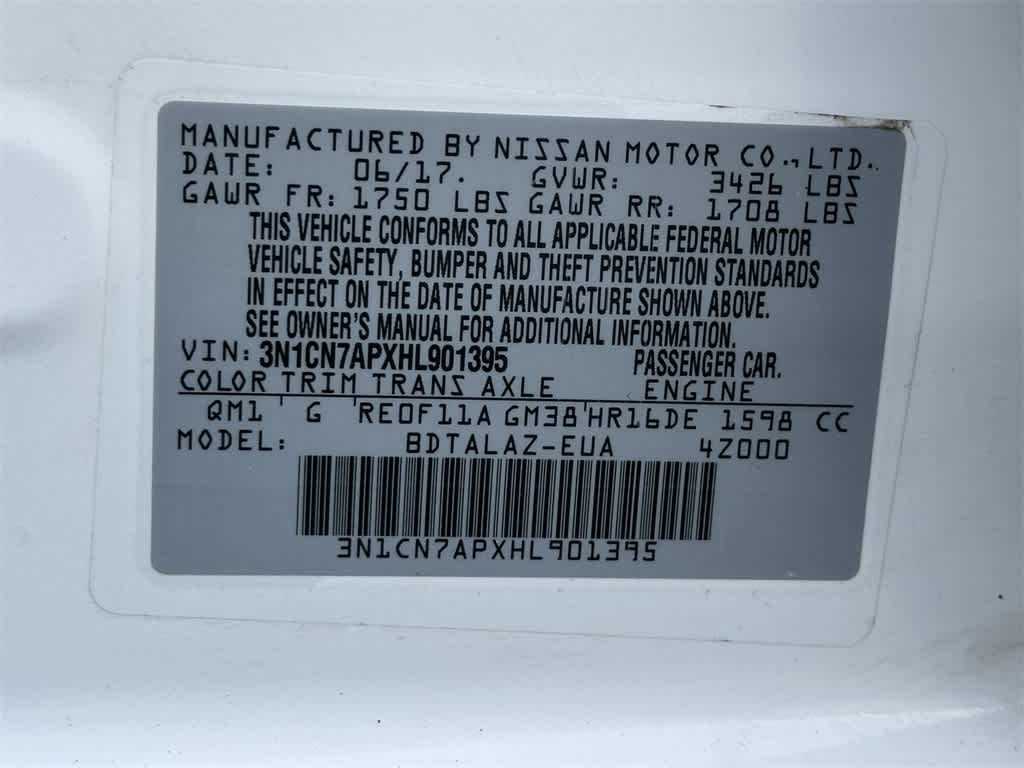 MANUFACTURED BY NISSAN MOTOR CO., LTD.
DATE: 06/17. GVWR: 3426 LBS
GAWR FR: 1750 LBS GAWR RR: 1708 LBS
THIS VEHICLE CONFORMS TO ALL APPLICABLE FEDERAL MOTOR
VEHICLE SAFETY, BUMPER AND THEFT PREVENTION STANDARDS
IN EFFECT ON THE DATE OF MANUFACTURE SHOWN ABOVE.
SEE OWNER'S MANUAL FOR ADDITIONAL INFORMATION.
VIN: 3N1CN7APXHL901395 PASSENGER CAR.
COLOR TRIM TRANS AXLE ENGINE
QM1 G RE0F11A GM38 HR16DE 1598 CC
MODEL: BDTALAZ-EUA 4Z000
3N1CN7APXHL901395